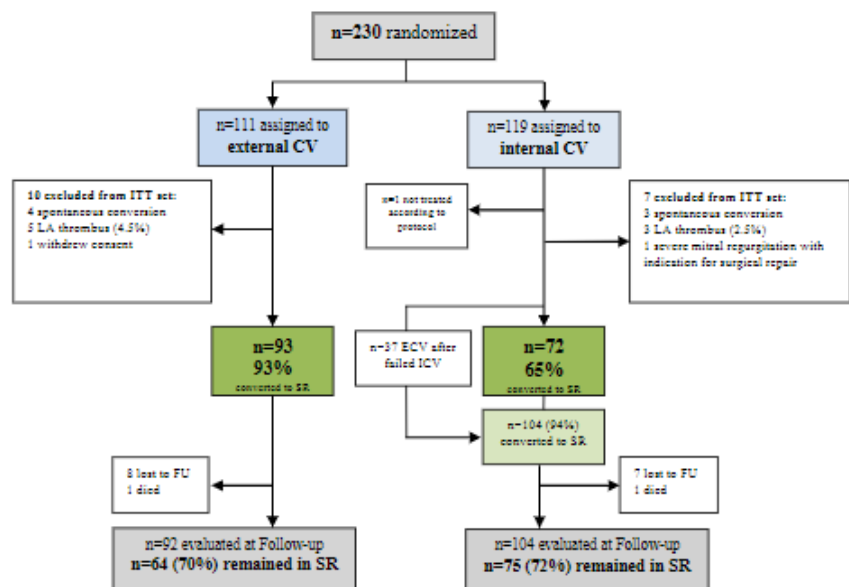 n=230 randomized
n=111 assigned to
external CV
n=119 assigned to
internal CV
10 excluded from ITT set:
4 spontaneous conversion
5 LA thrombus (4.5%)
1 withdrew consent
n=1 not treated
according to
protocol
7 excluded from ITT set:
3 spontaneous conversion
3 LA thrombus (2.5%)
1 severe mitral regurgitation with
indication for surgical repair
n=93
93%
converted to SR
n=37 ECV after
failed ICV
n=72
65%
converted to SR
n=104 (94%)
converted to SR
8 lost to FU
1 died
7 lost to FU
1 died
n=92 evaluated at Follow-up
n=64 (70%) remained in SR
n=104 evaluated at Follow-up
n=75 (72%) remained in SR